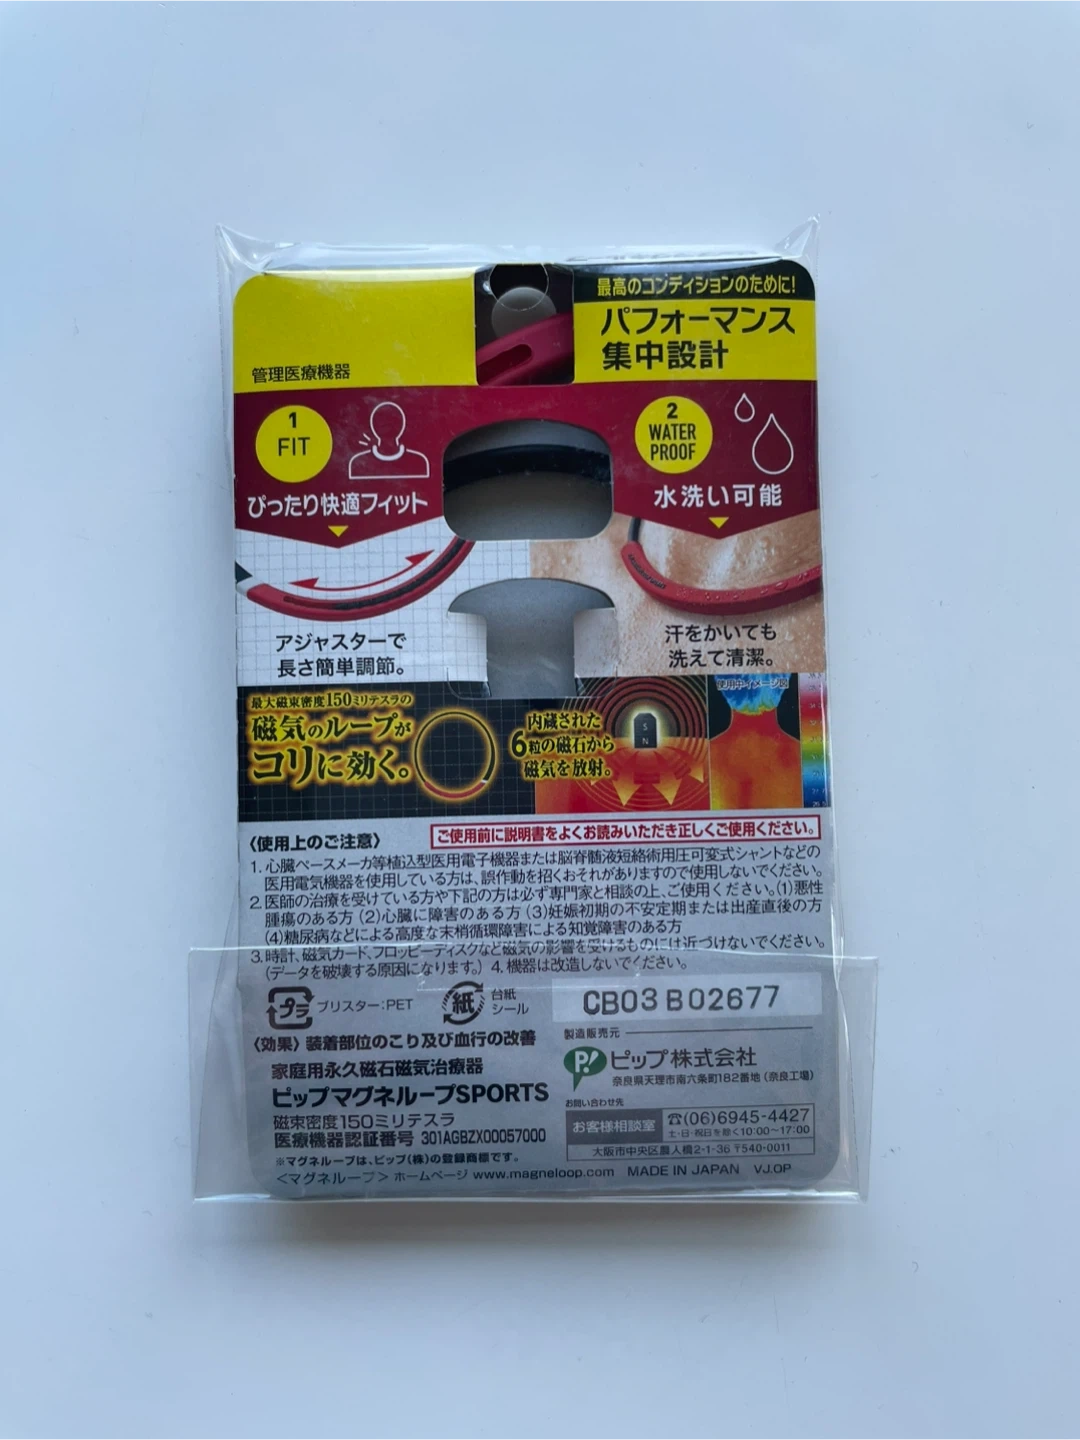 管理医療機器
最高のコンディションのために!
パフォーマンス
集中設計
1
FIT
ぴったり快適フィット
2
WATER
PROOF
水洗い可能
アジャスターで
長さ簡単調節。
汗をかいても
洗えて清潔。
最大磁束密度150ミリテスラの
磁気のループが
コリに効く。
内蔵された
6粒の磁石から
磁気を放射。
S
N
使用中イメージ図
〈使用上のご注意〉
ご使用前に説明書をよくお読みいただき正しくご使用ください。
1. 心臓ペースメーカ等植込型医用電子機器または脳脊髄液短絡術用圧可変式シャントなどの
医用電気機器を使用している方は、誤作動を招くおそれがありますので使用しないでください。
2. 医師の治療を受けている方や下記の方は必ず専門家と相談の上、ご使用ください。(1)悪性
腫瘍のある方 (2)心臓に障害のある方 (3)妊娠初期の不安定期または出産直後の方
(4)糖尿病などによる高度な末梢循環障害による知覚障害のある方
3. 時計、磁気カード、フロッピーディスクなど磁気の影響を受けるものには近づけないでください。
(データを破壊する原因になります。) 4. 機器は改造しないでください。
プラ
ブリスター:PET
紙
台紙
シール
CB03 B02677
〈効果〉装着部位のこり及び血行の改善
家庭用永久磁石磁気治療器
ピップマグネループSPORTS
磁束密度150ミリテスラ
医療機器認証番号 301AGBZX00057000
※マグネループは、ピップ(株)の登録商標です。
<マグネループ> ホームページ www.magneloop.com
製造販売元
P!
ピップ株式会社
奈良県天理市南六条町182番地 (奈良工場)
お問い合わせ先
お客様相談室
☎(06)6945-4427
土・日・祝日を除く10:00〜17:00
大阪市中央区農人橋2-1-36 〒540-0011
MADE IN JAPAN VJ.OP